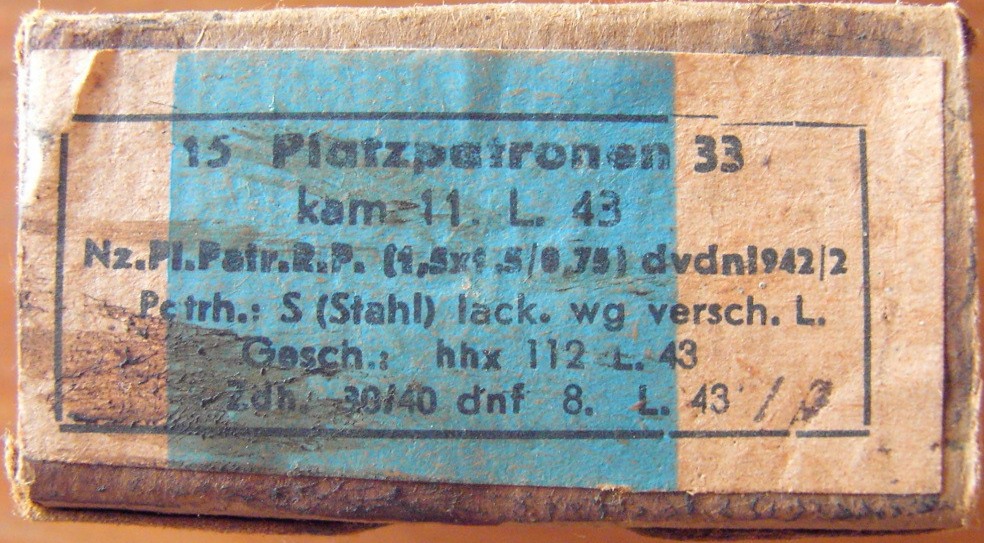 15 Platzpatronen 33
kam-11. L. 43
Nz.Pl.Patr.R.P. (1,5x1,5/0,75) dvdn1942/2
Patrh.: S (Stahl) lack. wg versch. L.
Gesch.: hhx 112 L. 43
Zdh. 30/40 dnf 8. L. 43